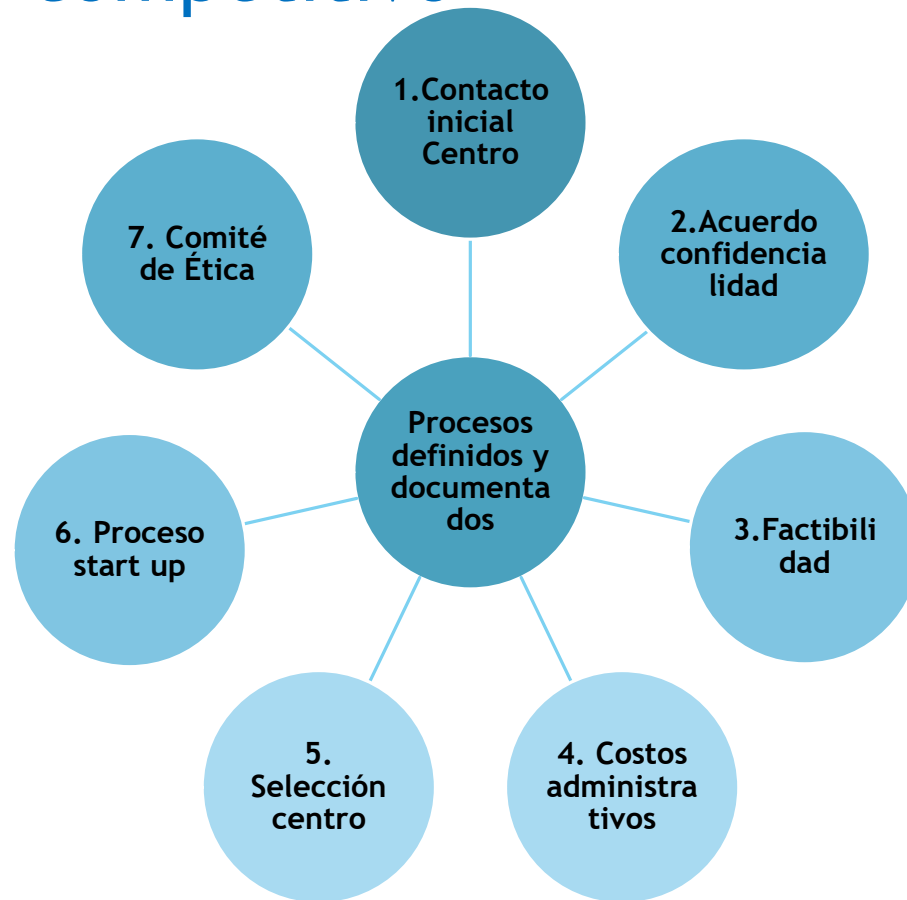 1.Contacto
inicial
Centro
2.Acuerdo
confidencia
lidad
3.Factibili
dad
4. Costos
administra
tivos
5.
Selección
centro
6. Proceso
start up
7. Comité
de Ética
Procesos
definidos y
documenta
dos